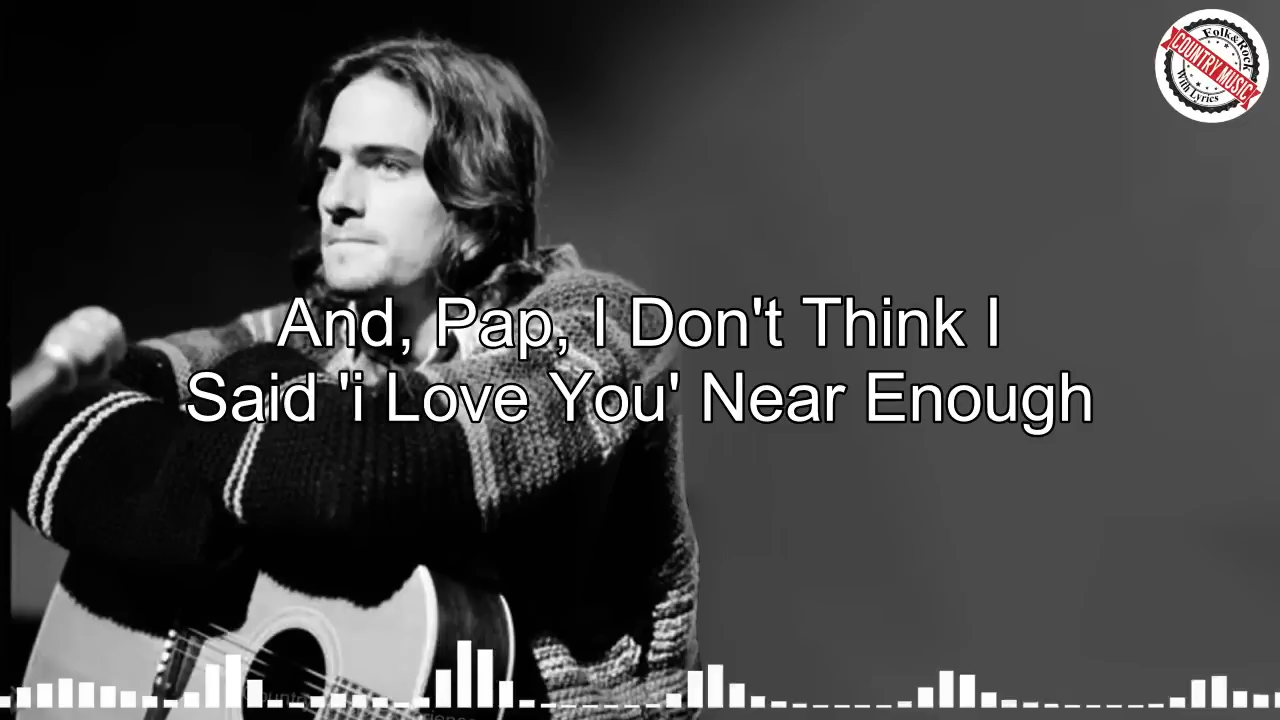 Folk&Rock
COUNTRY MUSIC
With Lyrics
And, Pap, I Don't Think I
Said 'i Love You' Near Enough